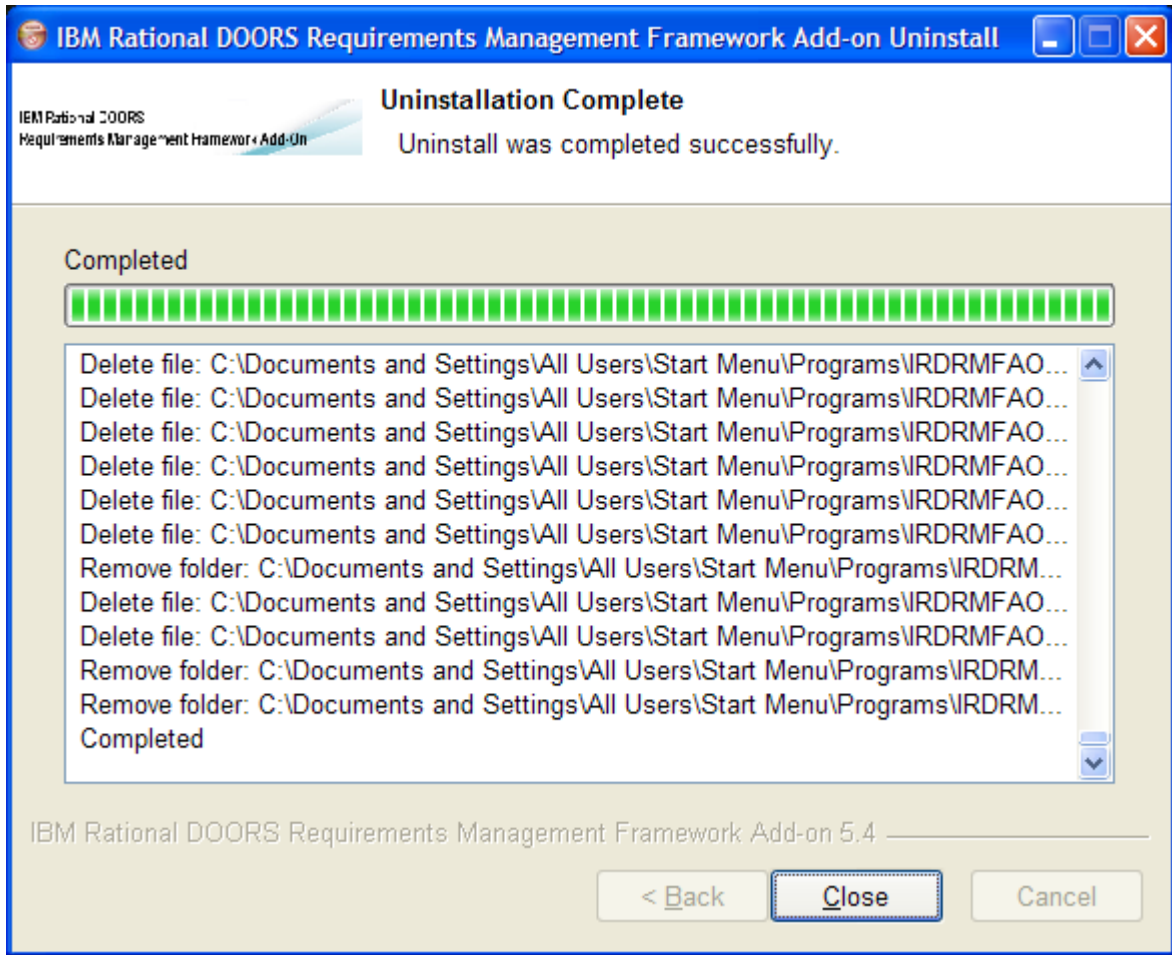 IBM Rational DOORS Requirements Management Framework Add-on Uninstall
IBM Rational DOORS
Requirements Management Framework Add-On
Uninstallation Complete
Uninstall was completed successfully.
Completed
Delete file: C:\Documents and Settings\All Users\Start Menu\Programs\IRDRMFAO...
Delete file: C:\Documents and Settings\All Users\Start Menu\Programs\IRDRMFAO...
Delete file: C:\Documents and Settings\All Users\Start Menu\Programs\IRDRMFAO...
Delete file: C:\Documents and Settings\All Users\Start Menu\Programs\IRDRMFAO...
Delete file: C:\Documents and Settings\All Users\Start Menu\Programs\IRDRMFAO...
Delete file: C:\Documents and Settings\All Users\Start Menu\Programs\IRDRMFAO...
Remove folder: C:\Documents and Settings\All Users\Start Menu\Programs\IRDRM...
Delete file: C:\Documents and Settings\All Users\Start Menu\Programs\IRDRMFAO...
Delete file: C:\Documents and Settings\All Users\Start Menu\Programs\IRDRMFAO...
Remove folder: C:\Documents and Settings\All Users\Start Menu\Programs\IRDRM...
Remove folder: C:\Documents and Settings\All Users\Start Menu\Programs\IRDRM...
Completed
IBM Rational DOORS Requirements Management Framework Add-on 5.4
< Back Close Cancel